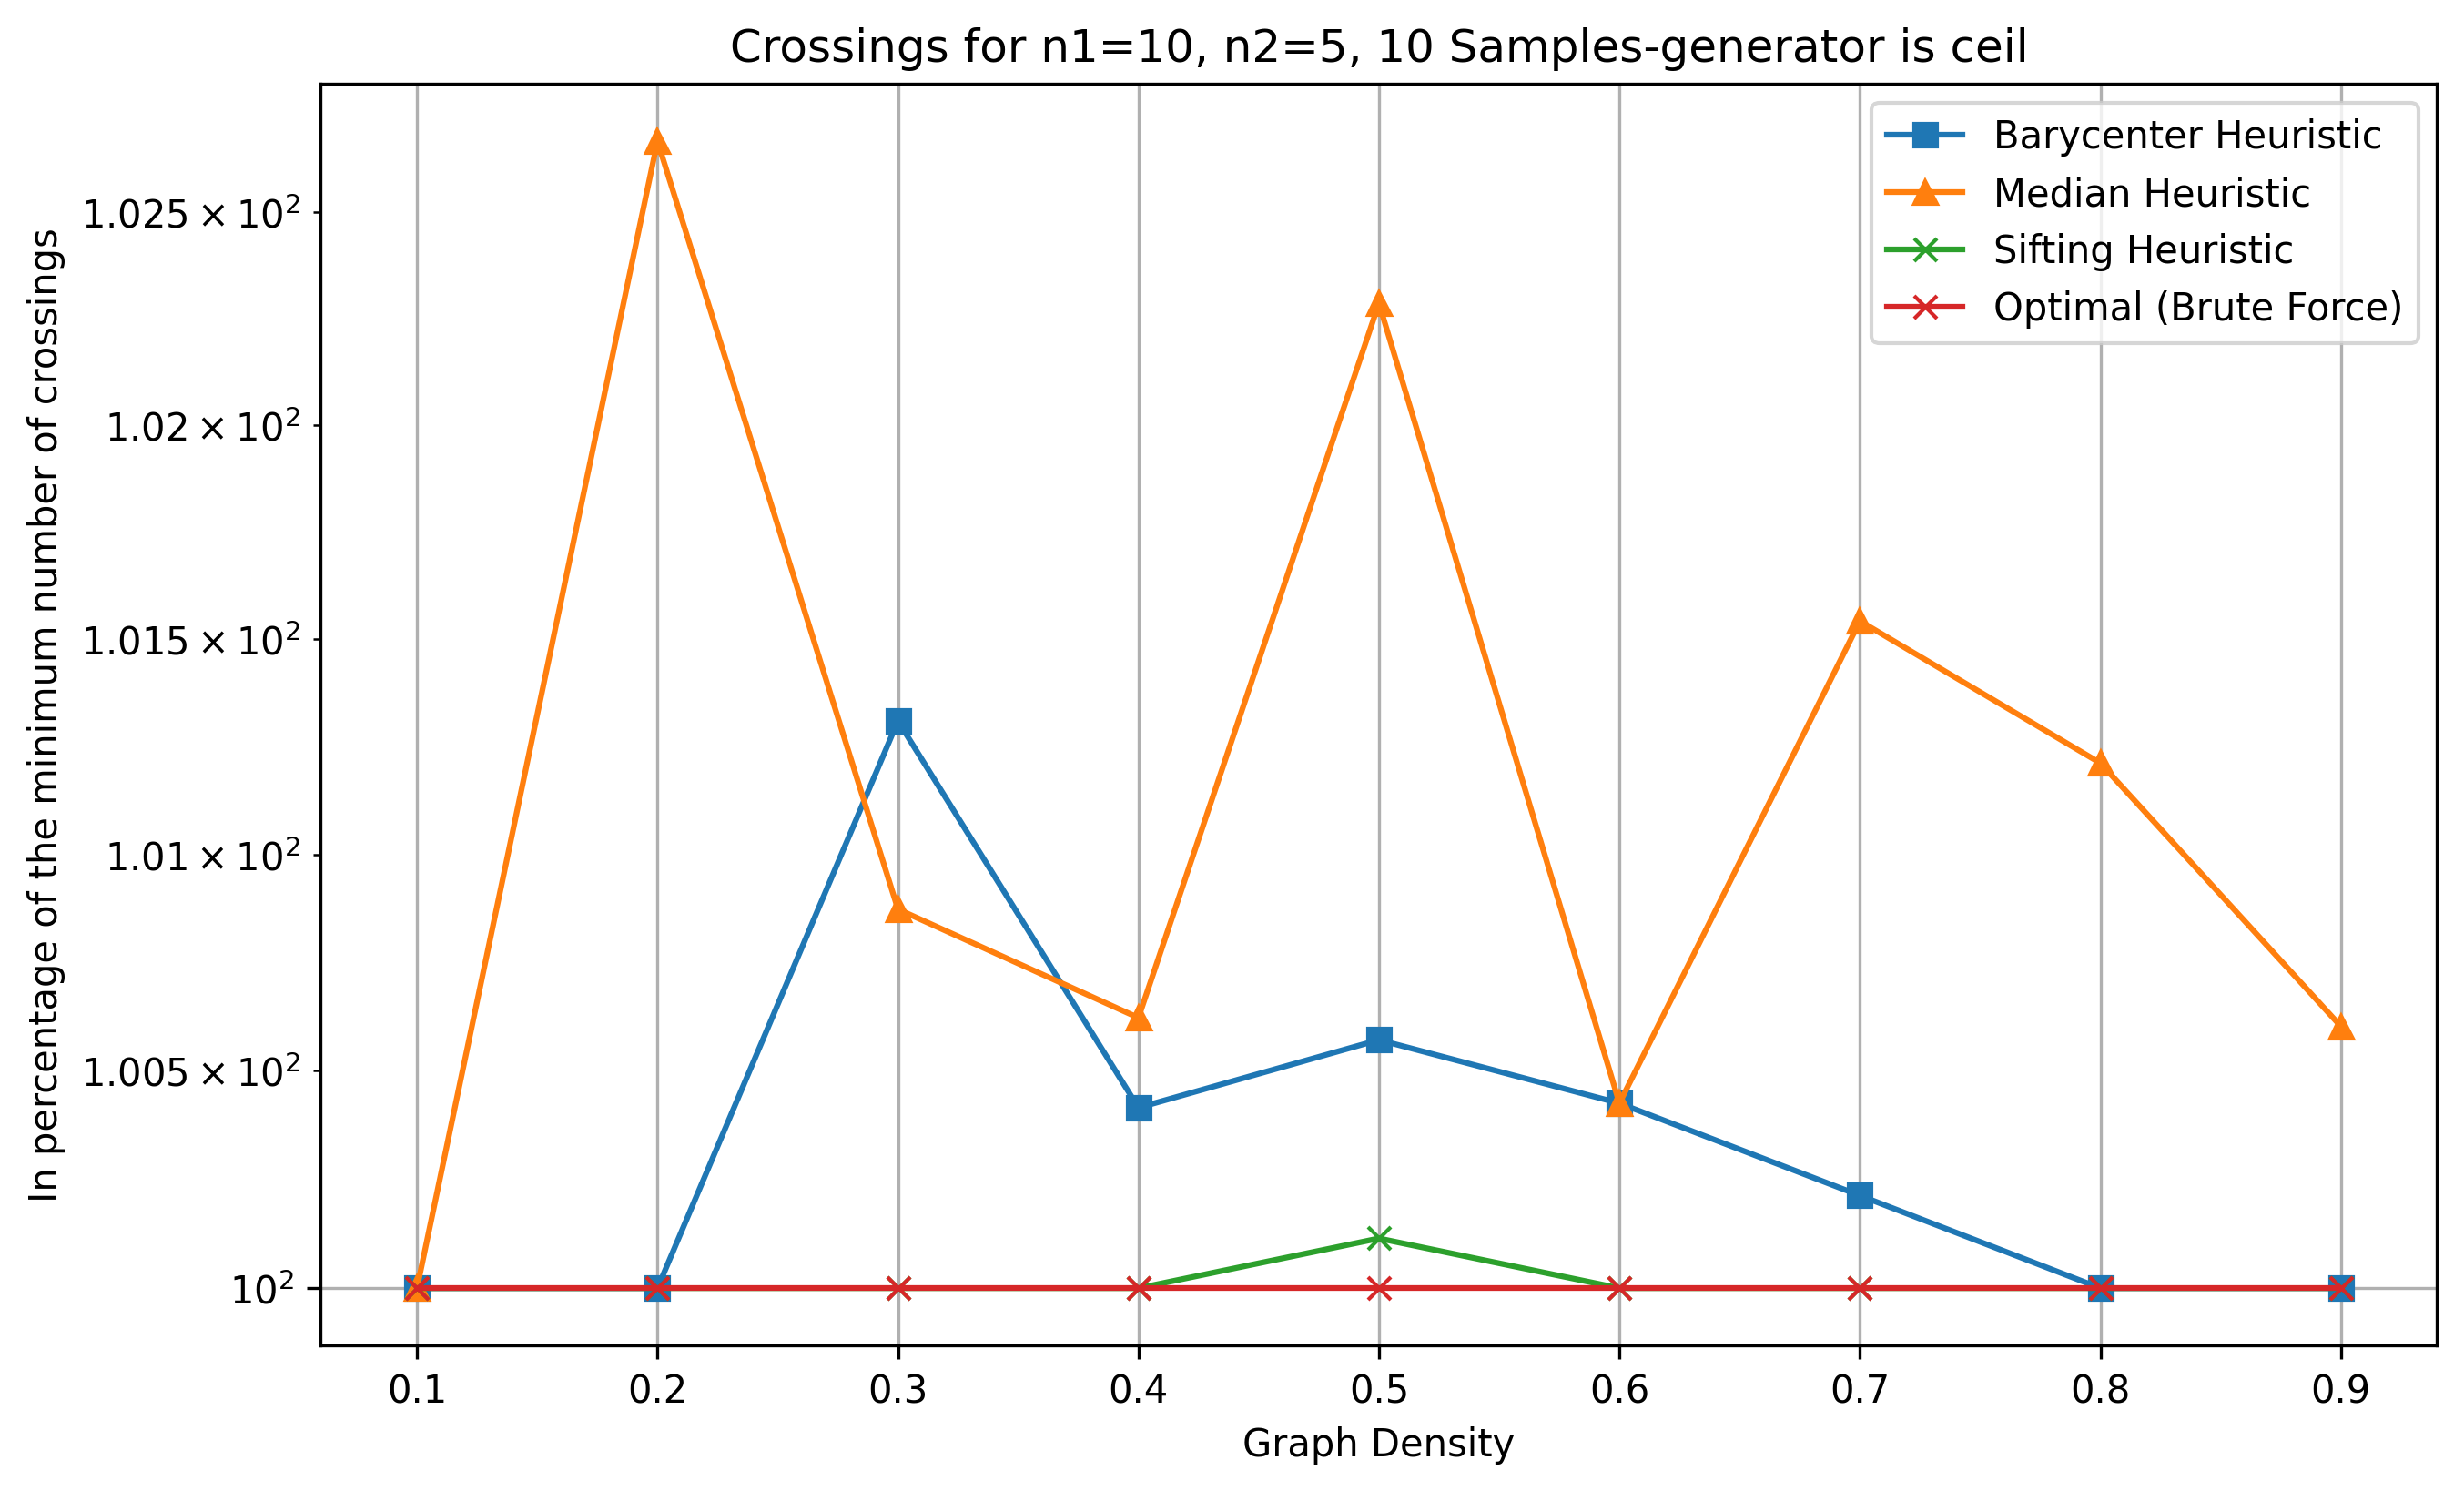 Crossings for n1=10, n2=5, 10 Samples-generator is ceil
In percentage of the minimum number of crossings
1.025 × 10²
1.02 × 10²
1.015 × 10²
1.01 × 10²
1.005 × 10²
10²
Barycenter Heuristic
Median Heuristic
Sifting Heuristic
Optimal (Brute Force)
0.1 0.2 0.3 0.4 0.5 0.6 0.7 0.8 0.9
Graph Density